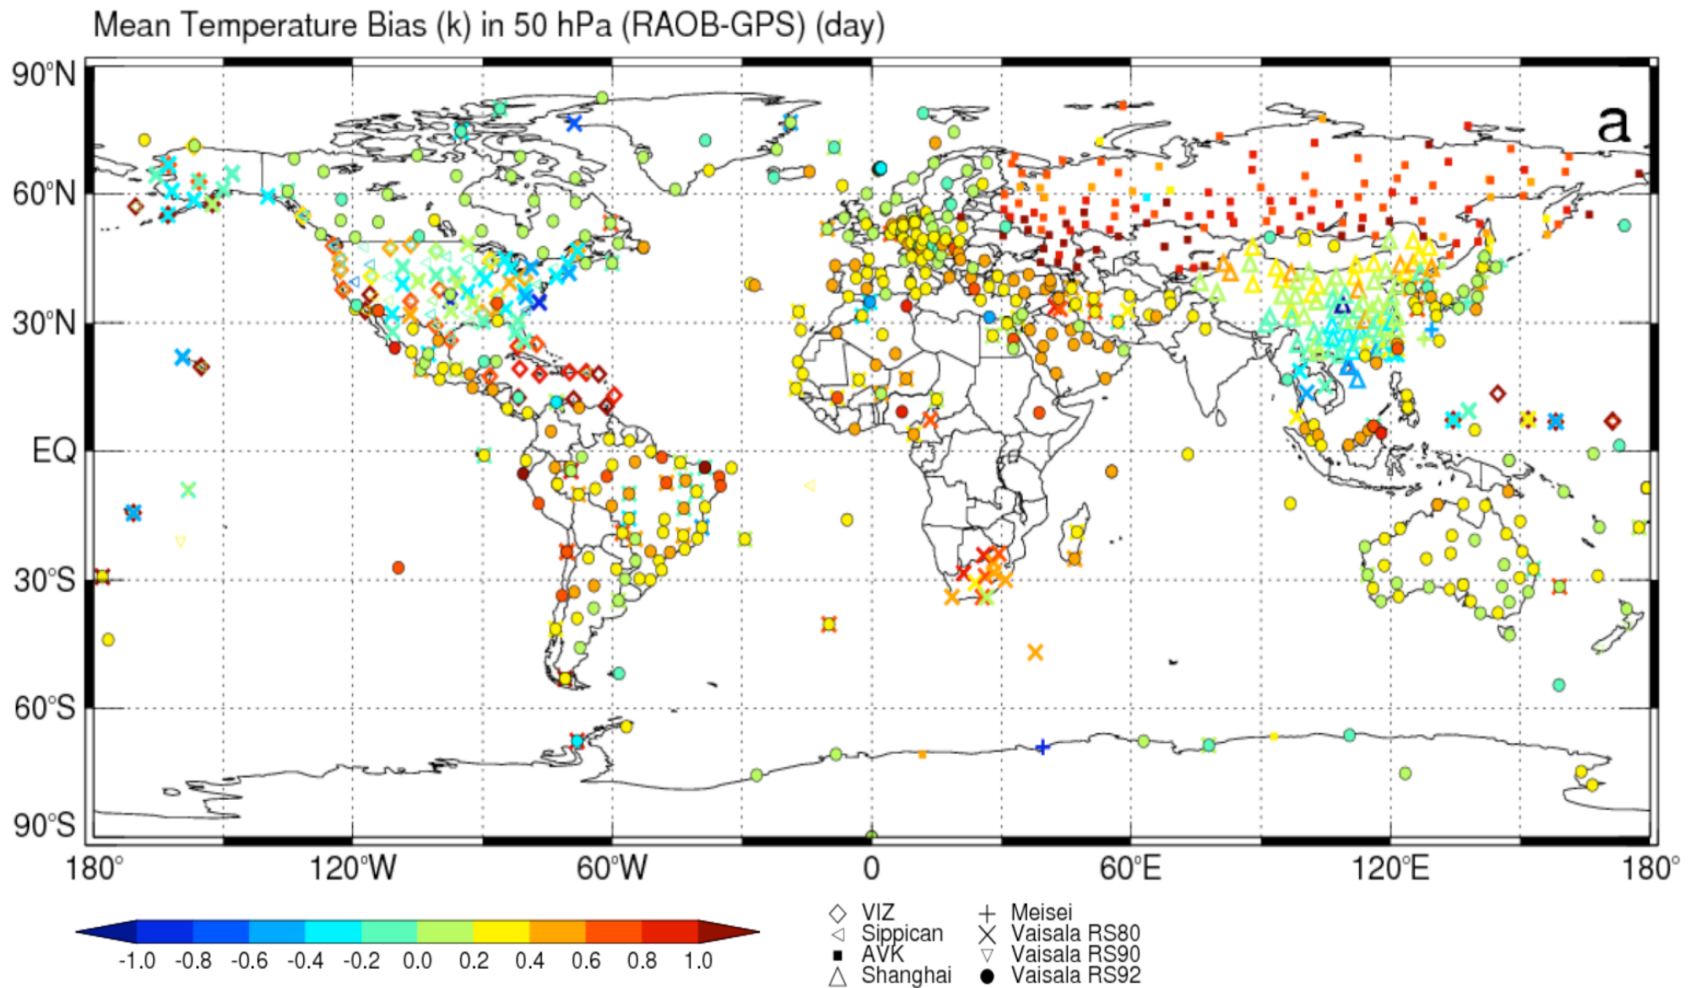 Mean Temperature Bias (k) in 50 hPa (RAOB-GPS) (day)
90°N
a
60°N
30°N
EQ
30°S
60°S
90°S
180° 120°W 60°W 0 60°E 120°E 180°
-1.0 -0.8 -0.6 -0.4 -0.2 0.0 0.2 0.4 0.6 0.8 1.0
VIZ Meisei
Sippican Vaisala RS80
AVK Vaisala RS90
Shanghai Vaisala RS92